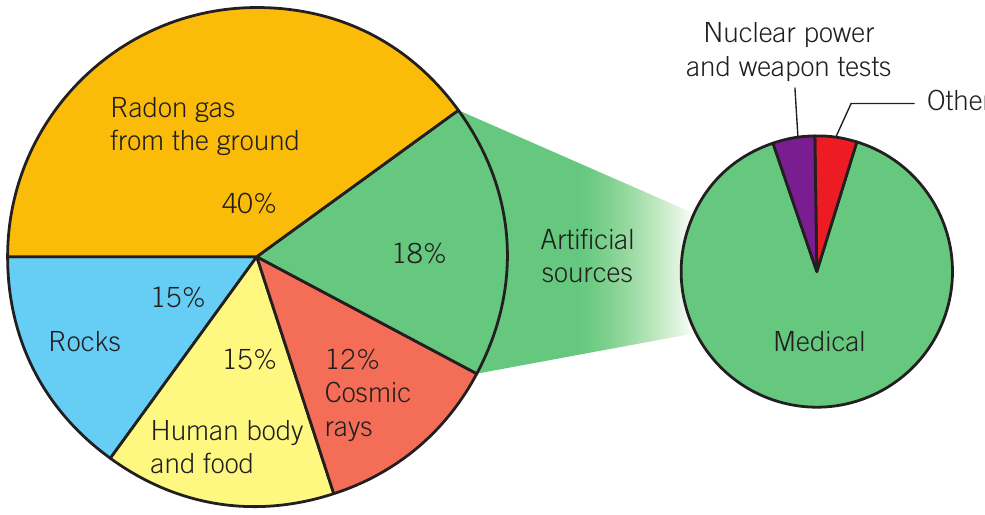 Radon gas
from the ground
40%
18%
15%
Rocks
15%
Human body
and food
12%
Cosmic
rays
Artificial
sources
Nuclear power
and weapon tests
Other
Medical